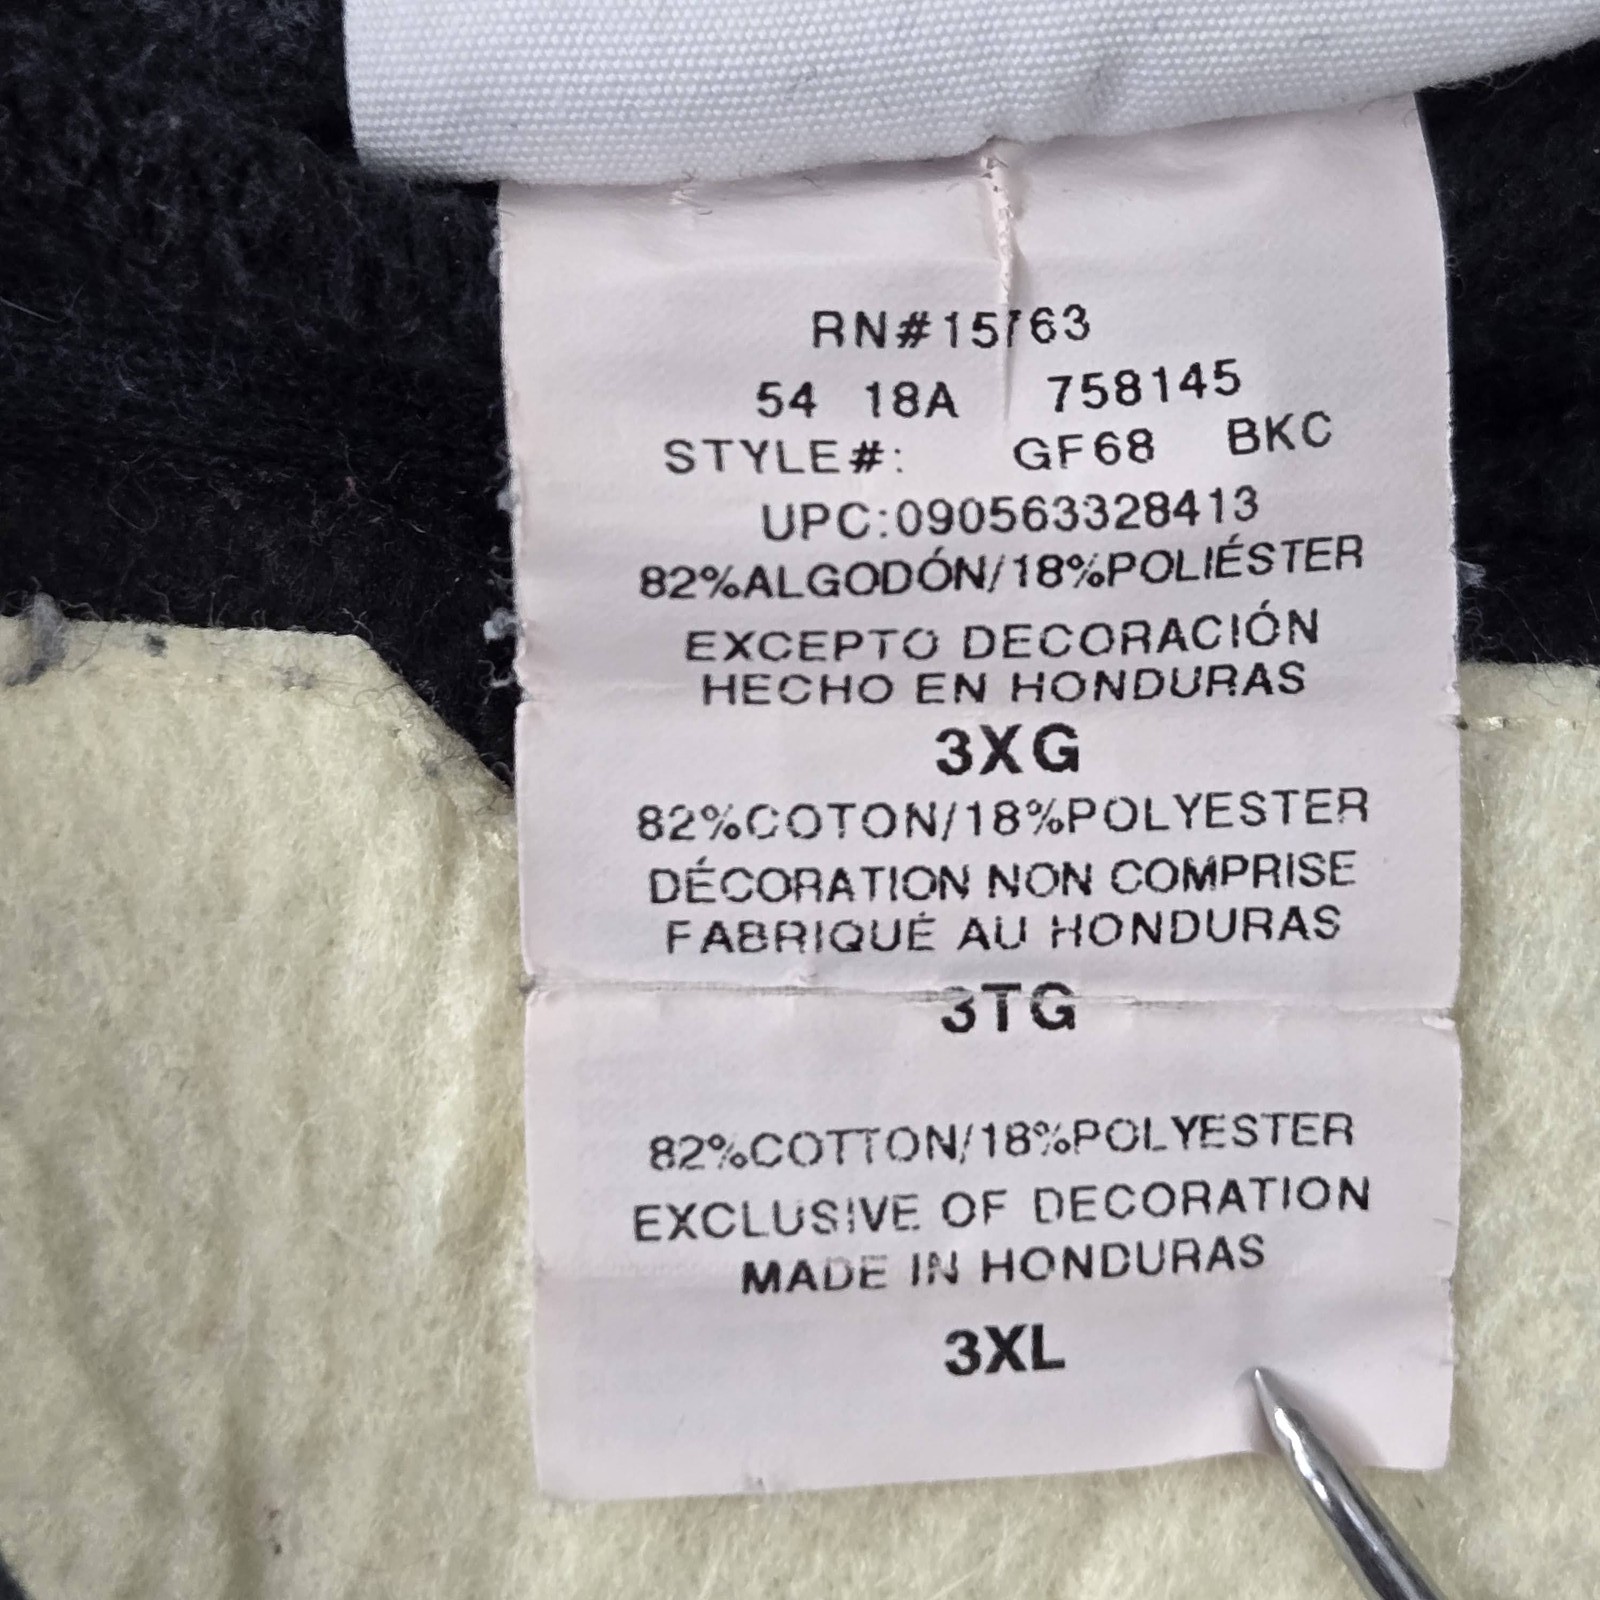 RN#15763
54 18A 758145
STYLE#: GF68 BKC
UPC:090563328413
82%ALGODÓN/18%POLIÉSTER
EXCEPTO DECORACIÓN
HECHO EN HONDURAS
3XG
82%COTON/18%POLYESTER
DÉCORATION NON COMPRISE
FABRIQUÉ AU HONDURAS
3TG
82%COTTON/18%POLYESTER
EXCLUSIVE OF DECORATION
MADE IN HONDURAS
3XL